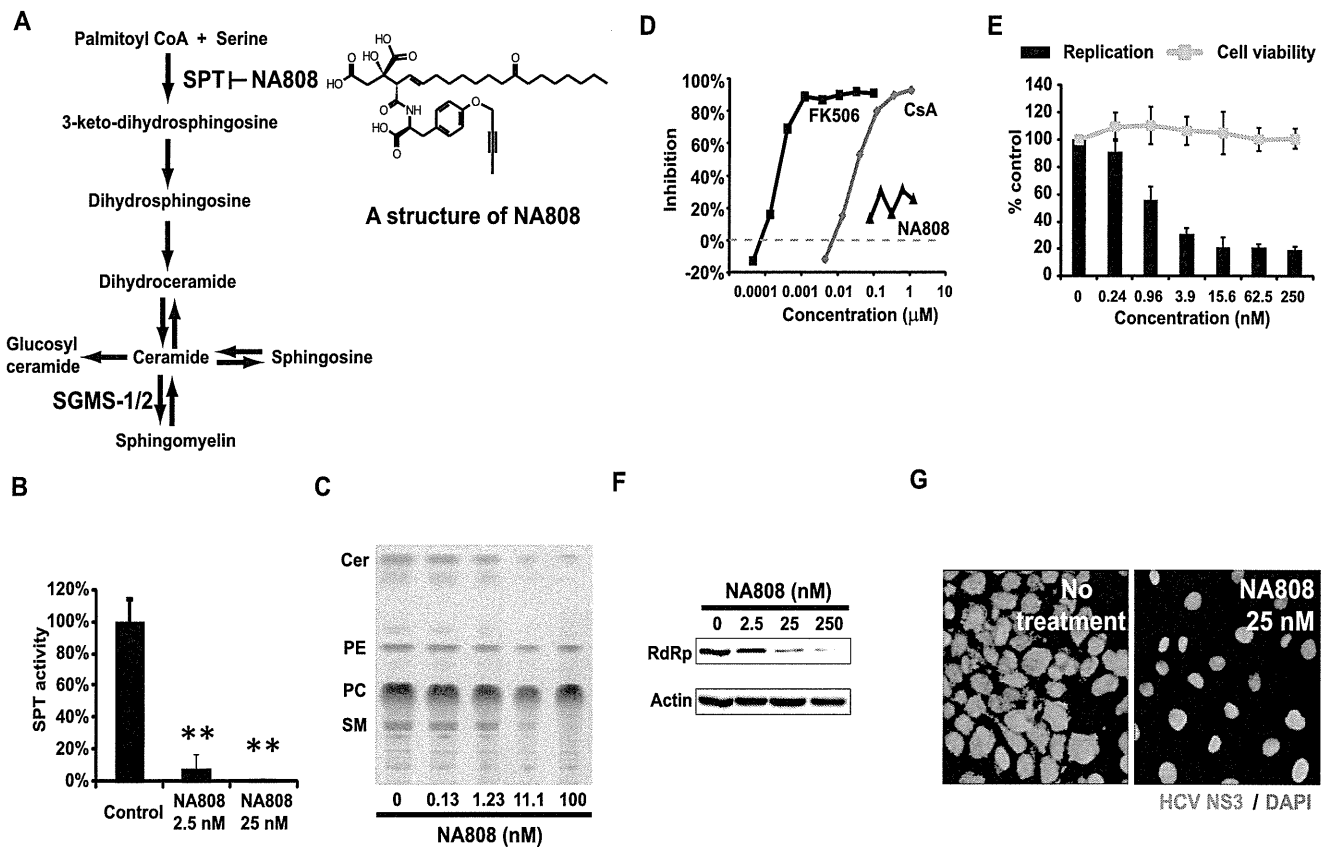 A
Palmitoyl CoA + Serine
SPT NA808
3-keto-dihydrosphingosine
Dihydrosphingosine
Dihydroceramide
Glucosyl
ceramide
Ceramide
Sphingosine
SGMS-1/2
Sphingomyelin
HO
O
HO
O
HO
O
O
HO
O
NH
O
HO
O
A structure of NA808
B
SPT activity
120%
100%
80%
60%
40%
20%
0%
**
**
Control
NA808
2.5 nM
NA808
25 nM
C
Cer
PE
PC
SM
0 0.13 1.23 11.1 100
NA808 (nM)
D
Inhibition
100%
80%
60%
40%
20%
0%
-20%
FK506
CsA
NA808
0.0001 0.001 0.01 0.1 1 10
Concentration (μM)
E
Replication
Cell viability
% control
140
120
100
80
60
40
20
0
0 0.24 0.96 3.9 15.6 62.5 250
Concentration (nM)
F
NA808 (nM)
0 2.5 25 250
RdRp
Actin
G
No
treatment
NA808
25 nM
HCV NS3 / DAPI